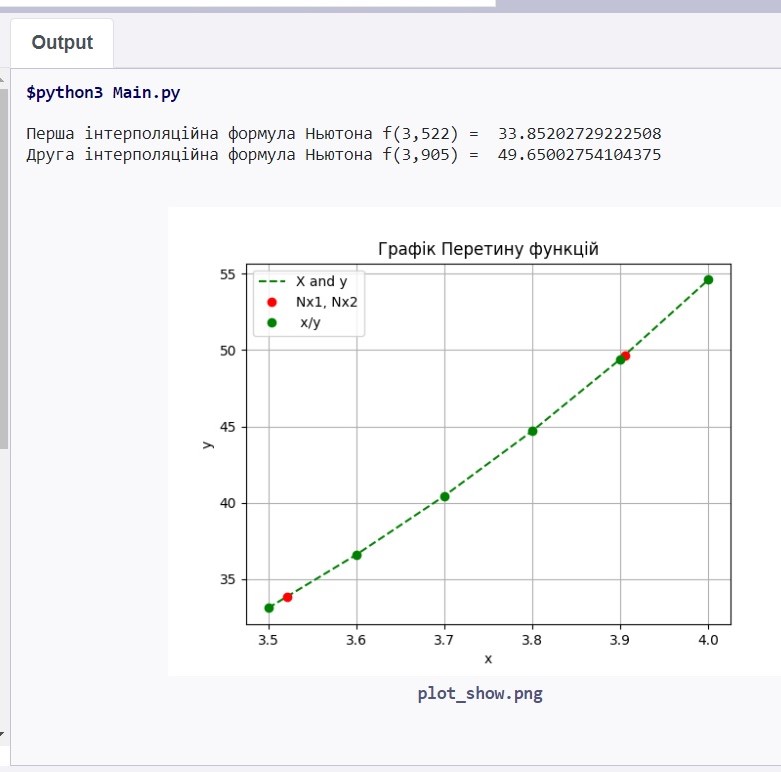 Output
$python3 Main.py
Перша інтерполяційна формула Ньютона f(3,522) =  33.85202729222508
Друга інтерполяційна формула Ньютона f(3,905) =  49.65002754104375
Графік Перетину функцій
X and y
Nx1, Nx2
x/y
55
50
45
40
35
y
3.5 3.6 3.7 3.8 3.9 4.0
x
plot_show.png